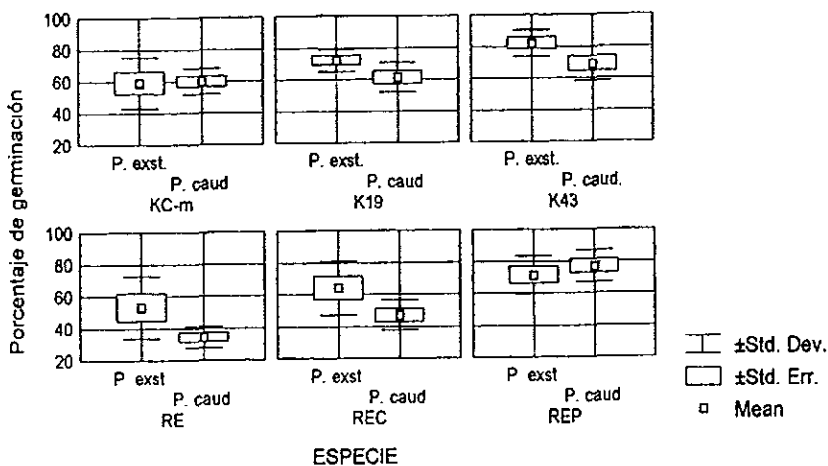 Porcentaje de germinación
100
80
60
40
20
P. exst.
P. caud
KC-m
P. exst.
P. caud
K19
P. exst.
P. caud.
K43
100
80
60
40
20
P exst
P. caud
RE
P. exst
P. caud
REC
P. exst
P. caud
REP
ESPECIE
±Std. Dev.
±Std. Err.
Mean